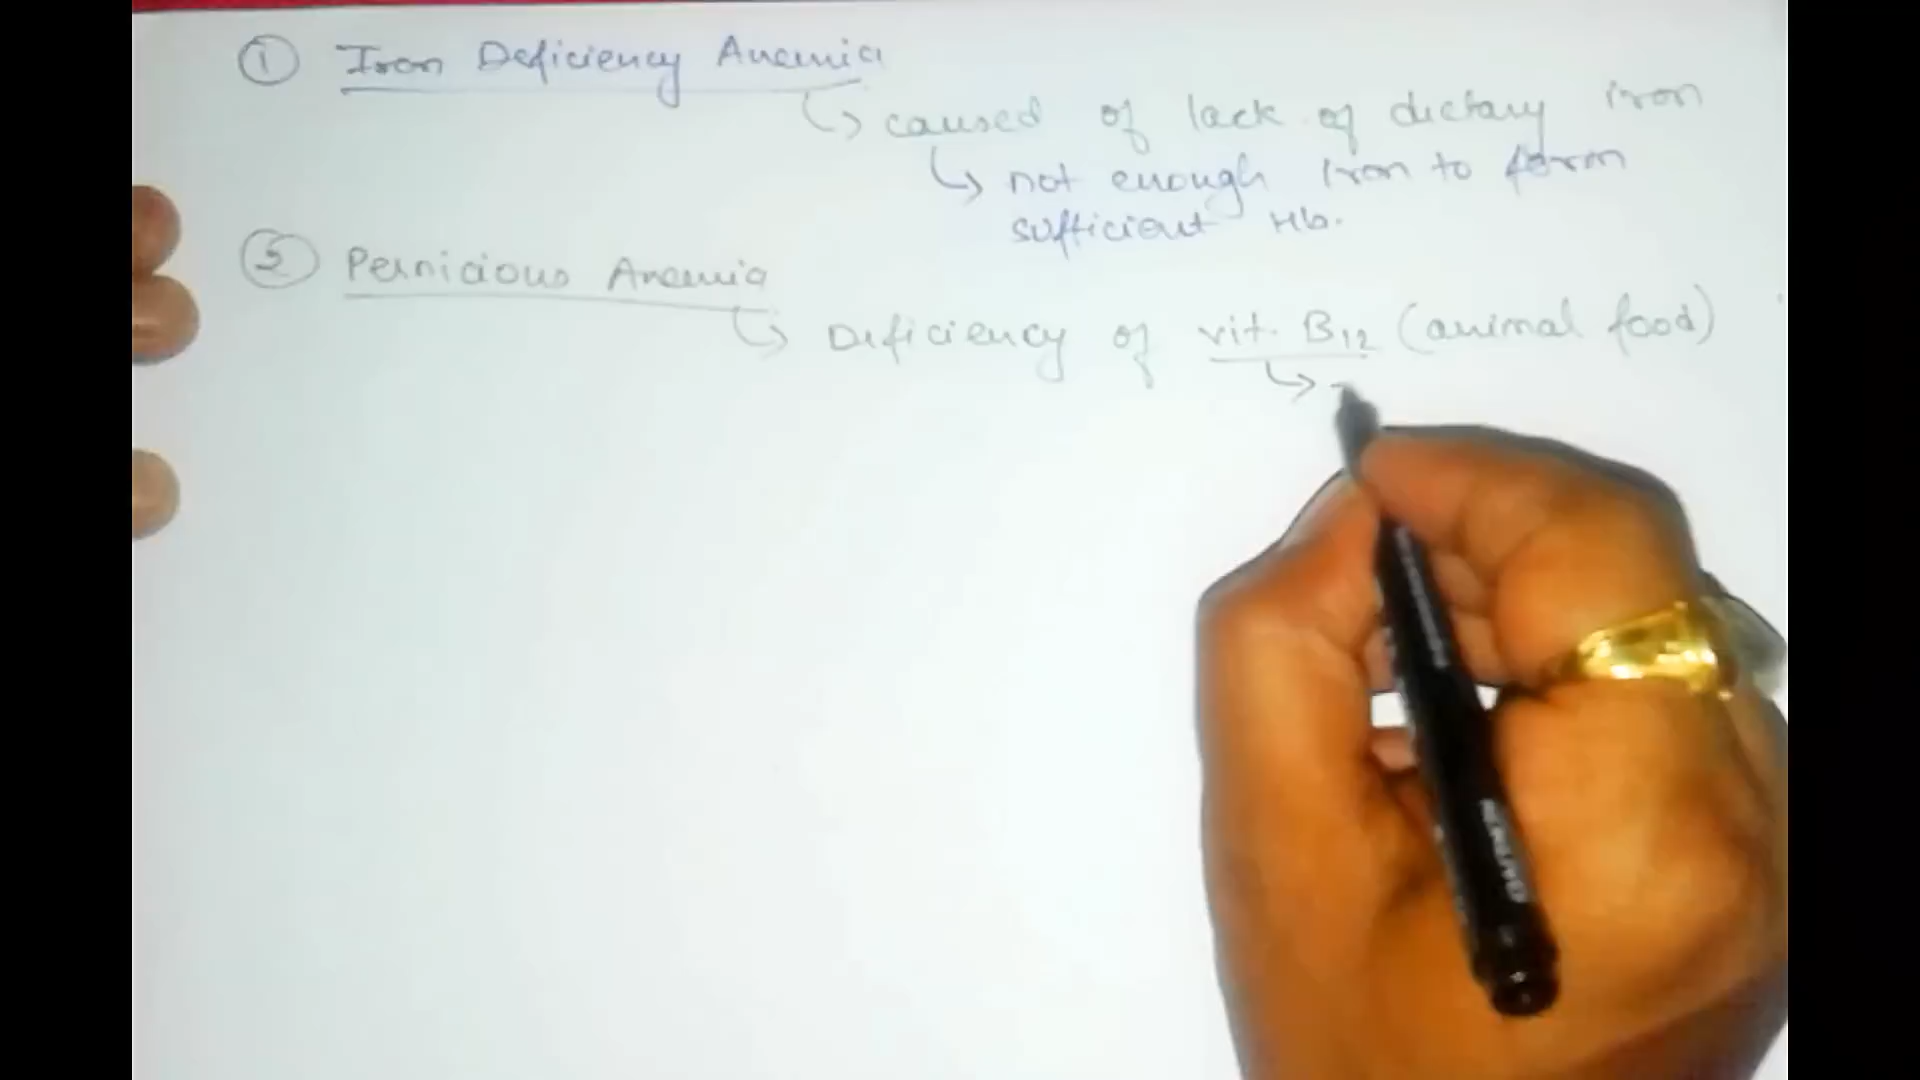 ① Iron Deficiency Anemia
↳ caused of lack of dietary iron
↳ not enough iron to form
sufficient Hb.
② Pernicious Anemia
↳ Deficiency of vit. B12 (animal food)
↳